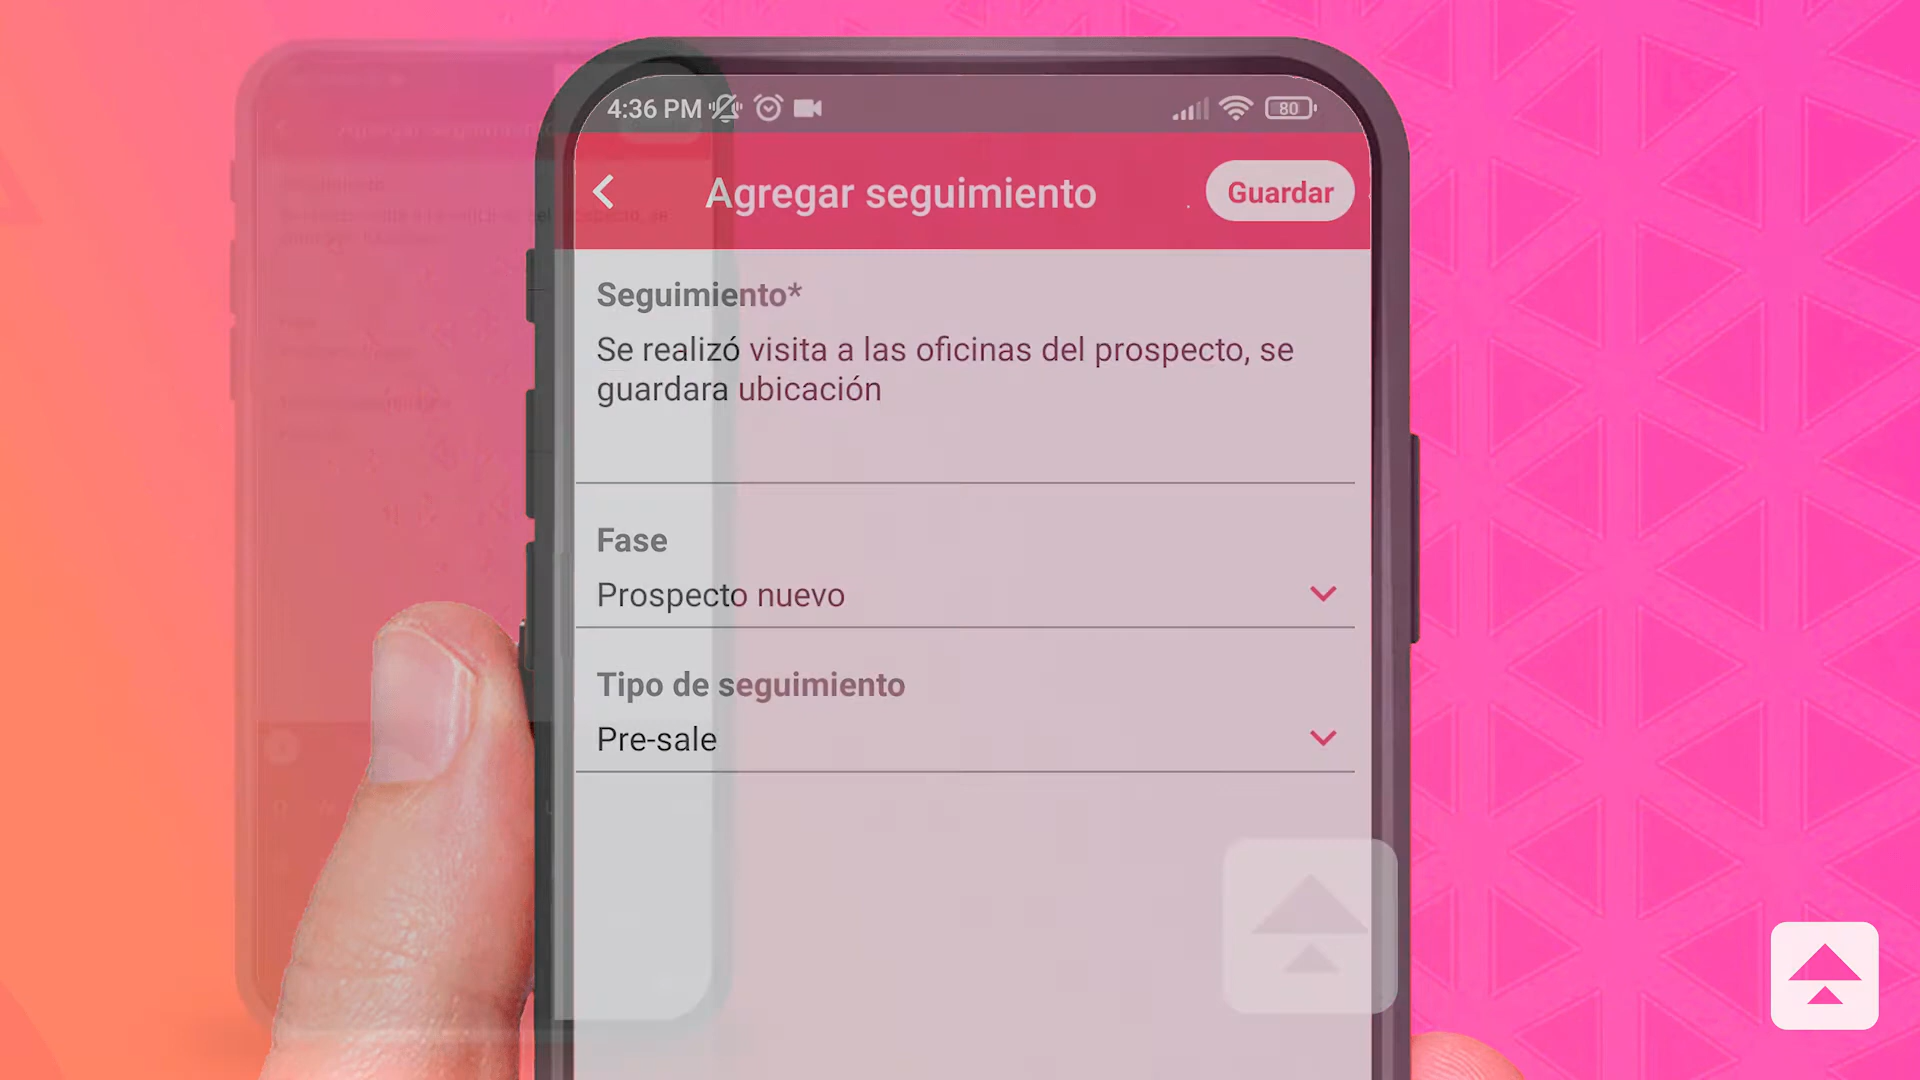 4:36 PM
80
Agregar seguimiento
Guardar
Seguimiento*
Se realizó visita a las oficinas del prospecto, se
guardara ubicación
Fase
Prospecto nuevo
Tipo de seguimiento
Pre-sale